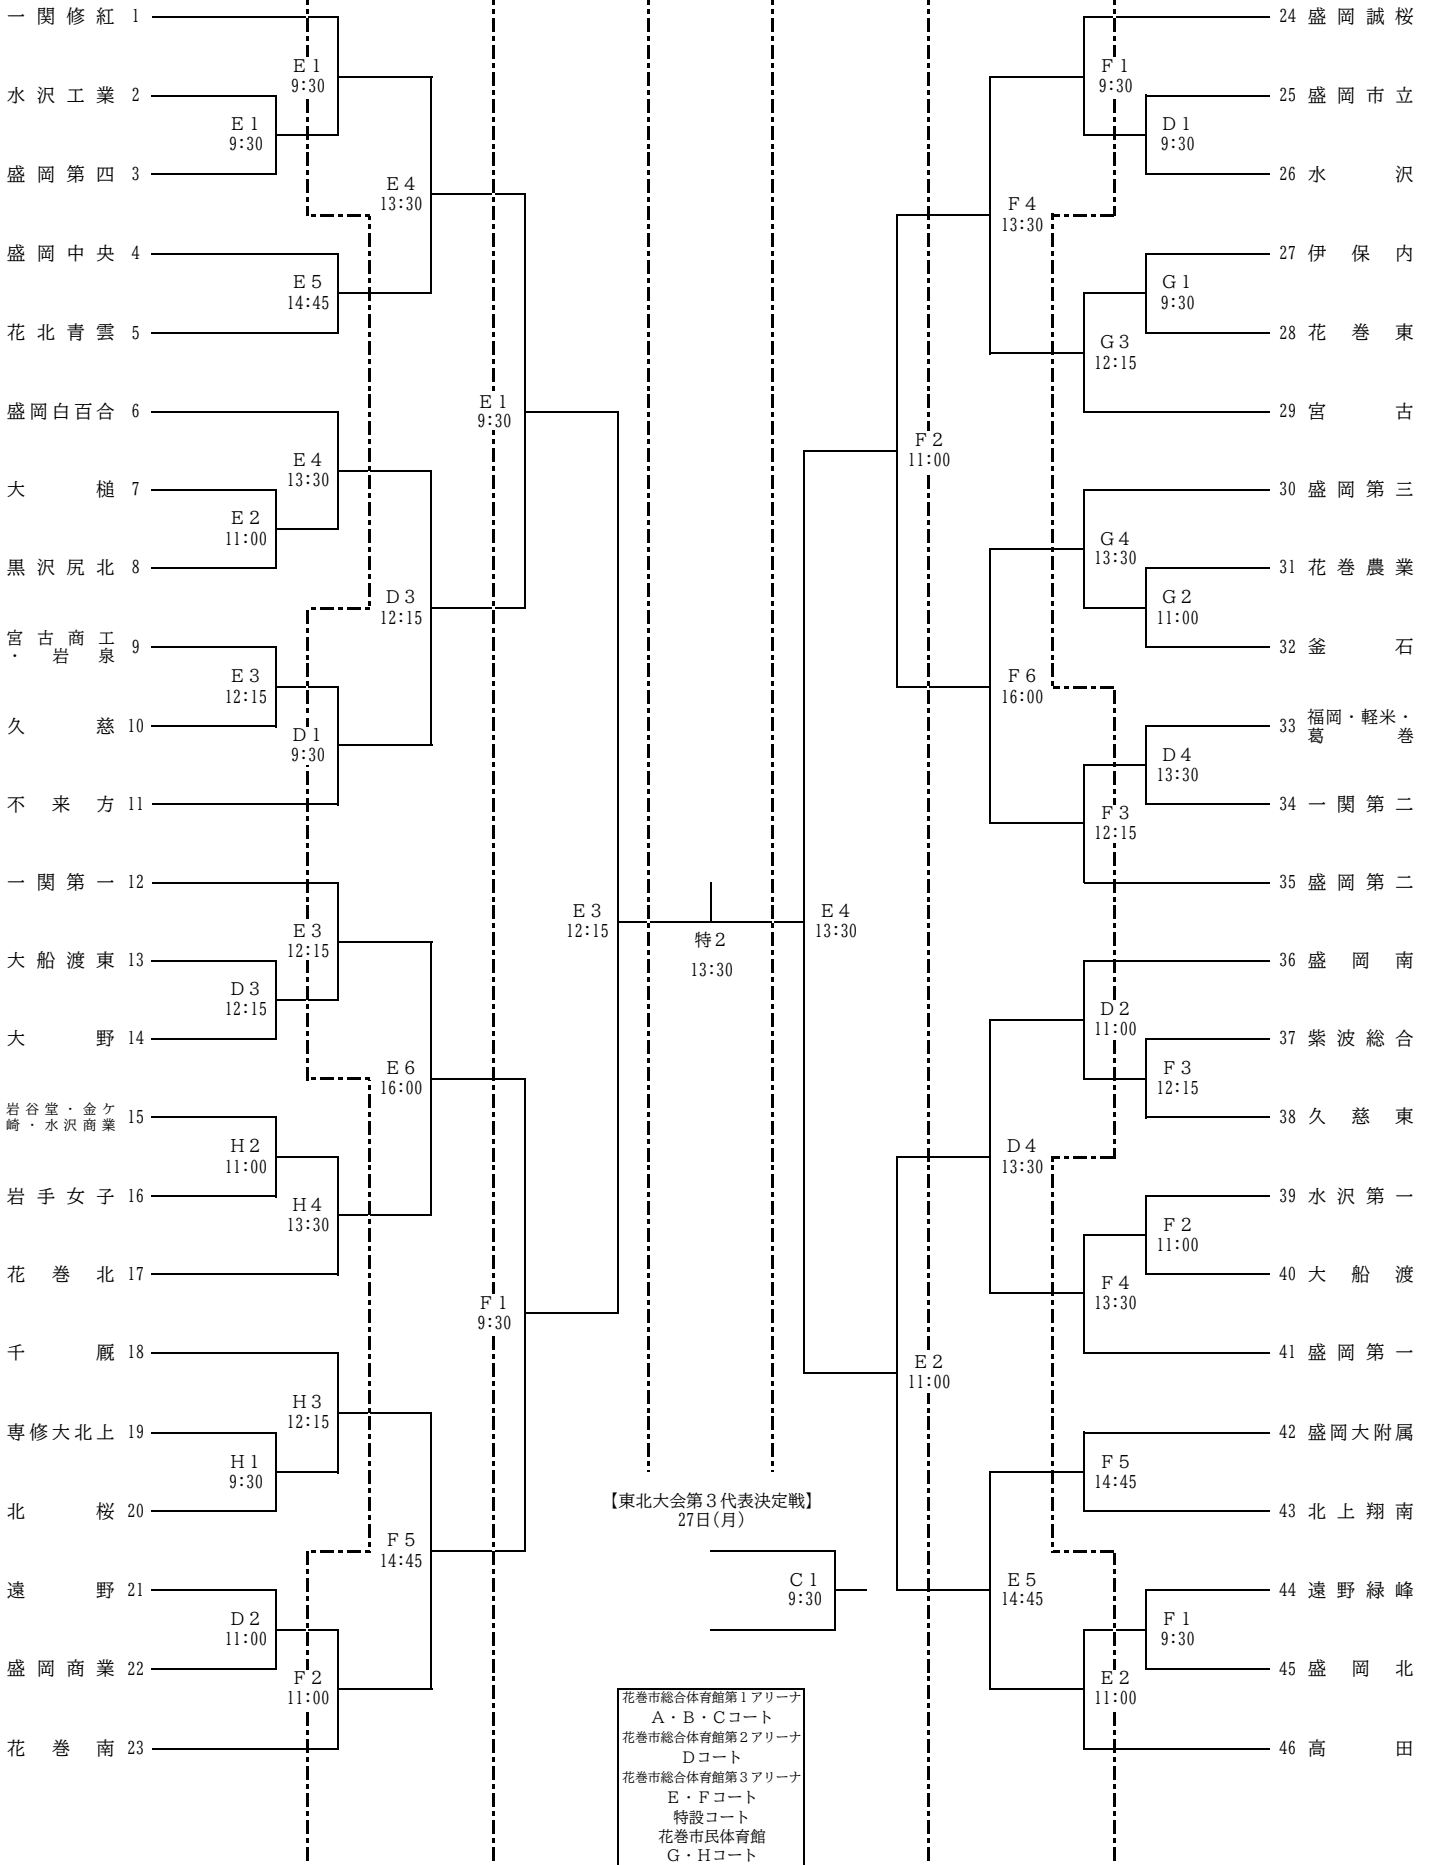 一関修紅 1
E1
9:30
水沢工業 2
E1
9:30
盛岡第四 3
E4
13:30
盛岡中央 4
E5
14:45
花北青雲 5
盛岡白百合 6
E1
9:30
E4
13:30
大槌 7
E2
11:00
黒沢尻北 8
D3
12:15
宮古商工
・岩泉 9
E3
12:15
久慈 10
D1
9:30
不来方 11
一関第一 12
E3
12:15
E3
12:15
大船渡東 13
D3
12:15
大野 14
E6
16:00
岩谷堂・金ケ
崎・水沢商業 15
H2
11:00
岩手女子 16
H4
13:30
花巻北 17
F1
9:30
千厩 18
H3
12:15
専修大北上 19
H1
9:30
北桜 20
F5
14:45
遠野 21
D2
11:00
盛岡商業 22
F2
11:00
花巻南 23
特2
13:30
24 盛岡誠桜
F1
9:30
25 盛岡市立
D1
9:30
26 水沢
F4
13:30
27 伊保内
G1
9:30
28 花巻東
G3
12:15
29 宮古
F2
11:00
30 盛岡第三
G4
13:30
31 花巻農業
G2
11:00
32 釜石
F6
16:00
33 福岡・軽米・
葛巻
D4
13:30
34 一関第二
F3
12:15
35 盛岡第二
E4
13:30
36 盛岡南
D2
11:00
37 紫波総合
F3
12:15
38 久慈東
D4
13:30
39 水沢第一
F2
11:00
40 大船渡
F4
13:30
41 盛岡第一
E2
11:00
42 盛岡大附属
F5
14:45
43 北上翔南
E5
14:45
44 遠野緑峰
F1
9:30
45 盛岡北
E2
11:00
46 高田
【東北大会第3代表決定戦】
27日(月)
C1
9:30
花巻市総合体育館第1アリーナ
A・B・Cコート
花巻市総合体育館第2アリーナ
Dコート
花巻市総合体育館第3アリーナ
E・Fコート
特設コート
花巻市民体育館
G・Hコート